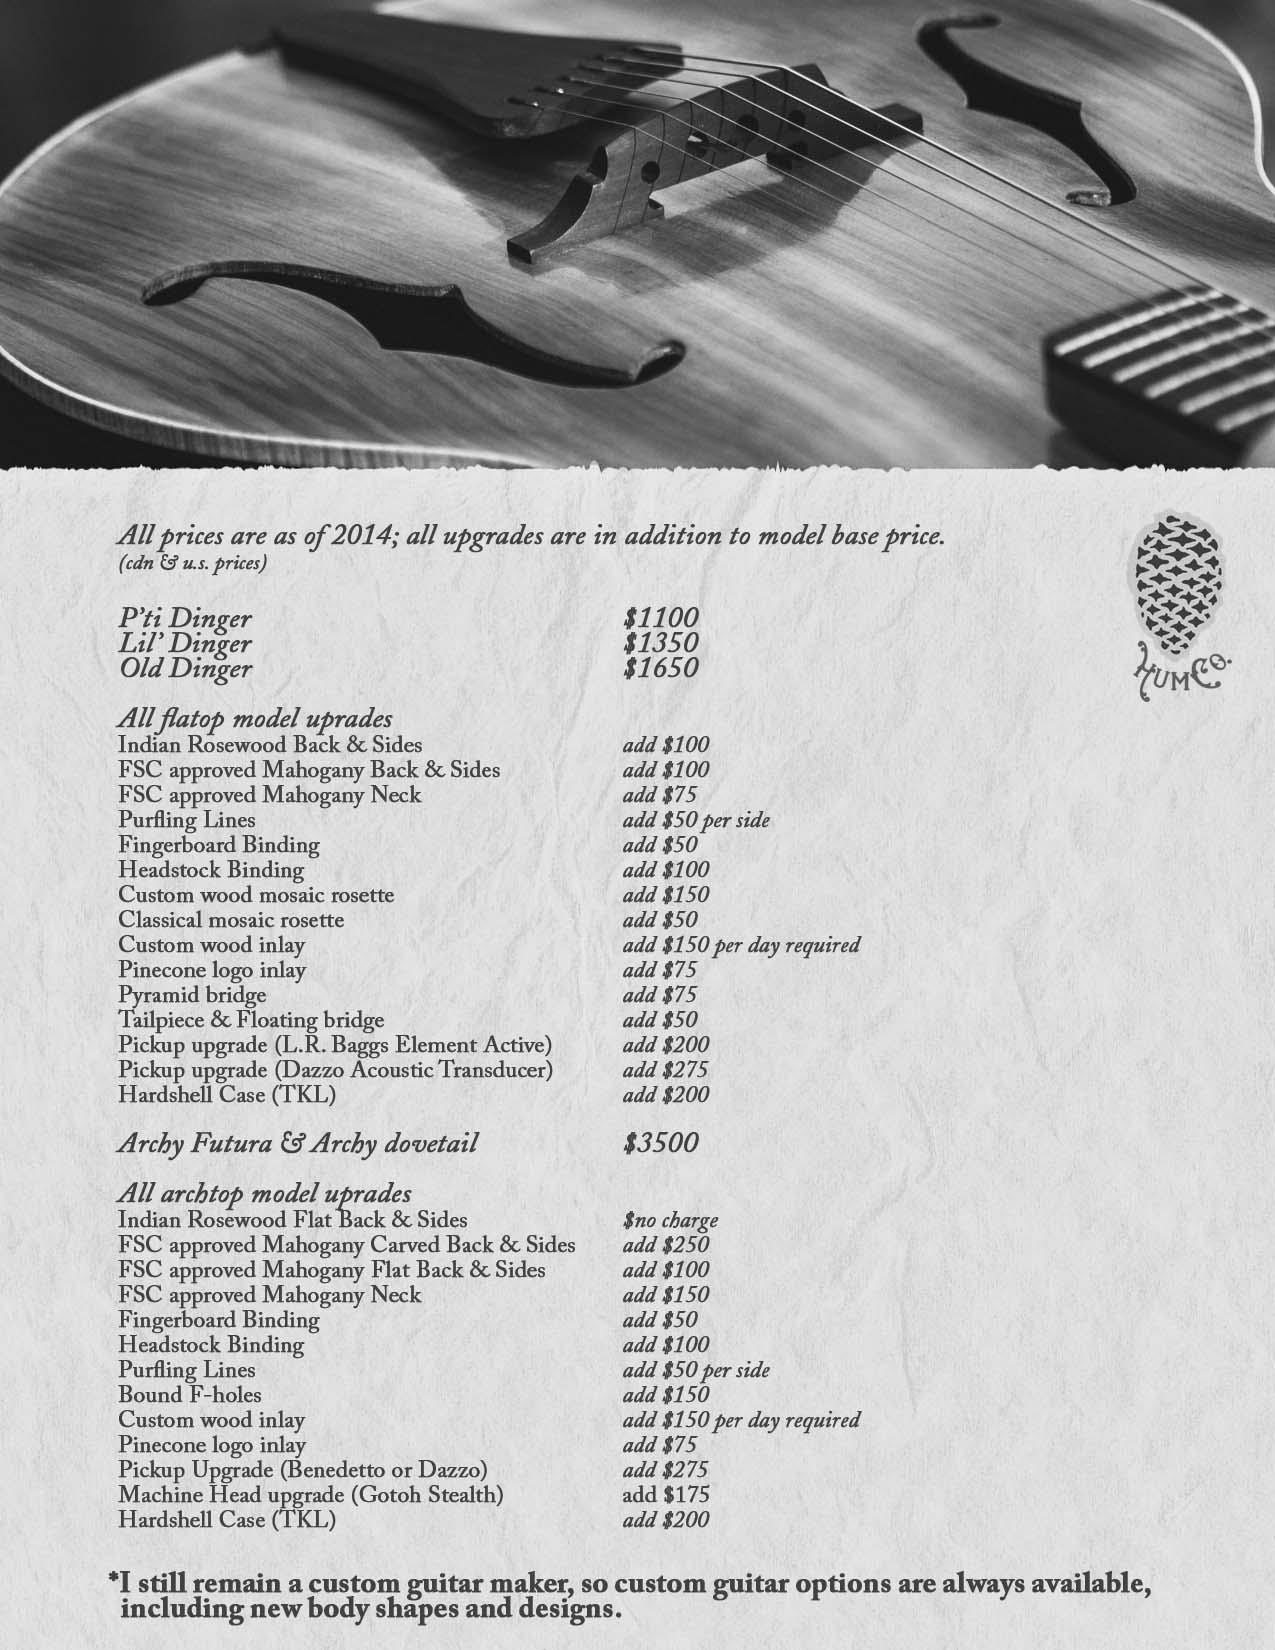 All prices are as of 2014; all upgrades are in addition to model base price.
(cdn & u.s. prices)
HUMCO.
P'ti Dinger $1100
Lil' Dinger $1350
Old Dinger $1650
All flatop model uprades
Indian Rosewood Back & Sides add $100
FSC approved Mahogany Back & Sides add $100
FSC approved Mahogany Neck add $75
Purfling Lines add $50 per side
Fingerboard Binding add $50
Headstock Binding add $100
Custom wood mosaic rosette add $150
Classical mosaic rosette add $50
Custom wood inlay add $150 per day required
Pinecone logo inlay add $75
Pyramid bridge add $75
Tailpiece & Floating bridge add $50
Pickup upgrade (L.R. Baggs Element Active) add $200
Pickup upgrade (Dazzo Acoustic Transducer) add $275
Hardshell Case (TKL) add $200
Archy Futura & Archy dovetail $3500
All archtop model uprades
Indian Rosewood Flat Back & Sides $no charge
FSC approved Mahogany Carved Back & Sides add $250
FSC approved Mahogany Flat Back & Sides add $100
FSC approved Mahogany Neck add $150
Fingerboard Binding add $50
Headstock Binding add $100
Purfling Lines add $50 per side
Bound F-holes add $150
Custom wood inlay add $150 per day required
Pinecone logo inlay add $75
Pickup Upgrade (Benedetto or Dazzo) add $275
Machine Head upgrade (Gotoh Stealth) add $175
Hardshell Case (TKL) add $200
*I still remain a custom guitar maker, so custom guitar options are always available,
including new body shapes and designs.